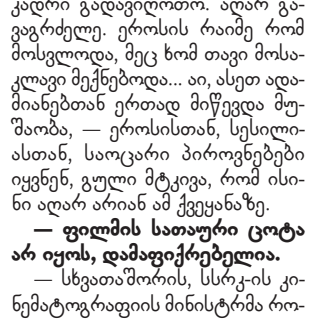 კადრი გადავიღოთო. აღარ გა-
ვაგრძელე. ეროსის რაიმე რომ
მოსვლოდა, მეც ხომ თავი მოსა-
კლავი მექნებოდა... აი, ასეთ ადა-
მიანებთან ერთად მიწევდა მუ-
შაობა, — ეროსისთან, სესილი-
ასთან, საოცარი პიროვნებები
იყვნენ, გული მტკივა, რომ ისი-
ნი აღარ არიან ამ ქვეყანაზე.
— ფილმის სათაური ცოტა
არ იყოს, დამაფიქრებელია.
— სხვათაშორის, სსრკ-ის კი-
ნემატოგრაფიის მინისტრმა რო-